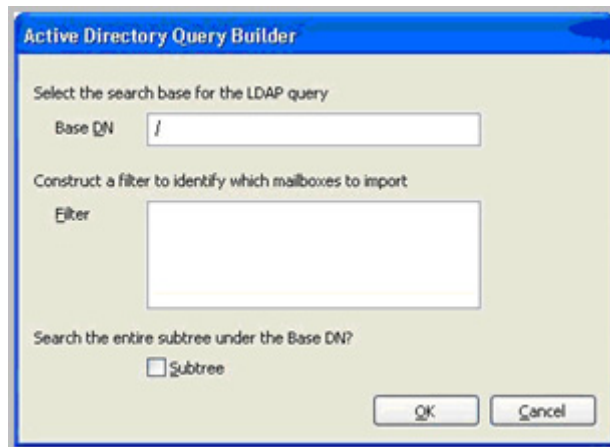 Active Directory Query Builder
Select the search base for the LDAP query
Base DN /
Construct a filter to identify which mailboxes to import
Filter
Search the entire subtree under the Base DN?
Subtree
OK Cancel